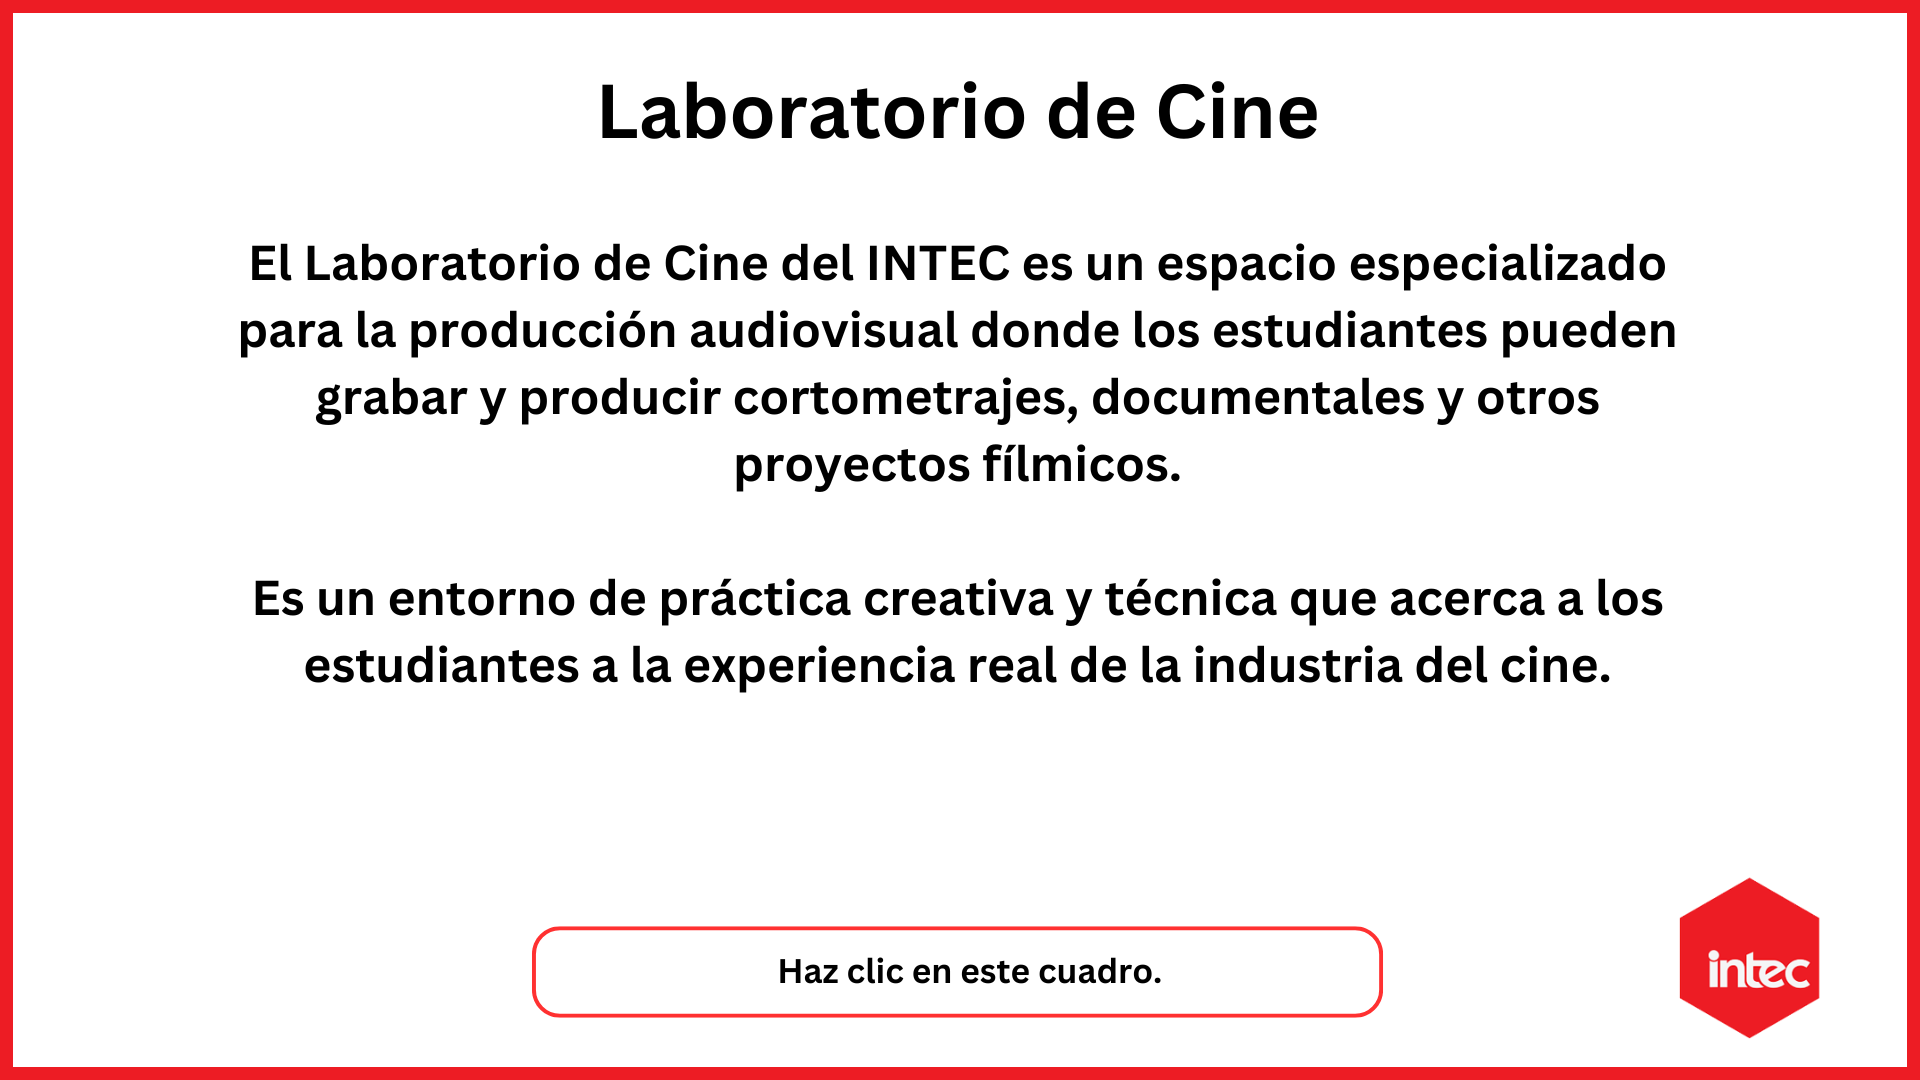 Laboratorio de Cine
El Laboratorio de Cine del INTEC es un espacio especializado
para la producción audiovisual donde los estudiantes pueden
grabar y producir cortometrajes, documentales y otros
proyectos fílmicos.
Es un entorno de práctica creativa y técnica que acerca a los
estudiantes a la experiencia real de la industria del cine.
Haz clic en este cuadro.
intec